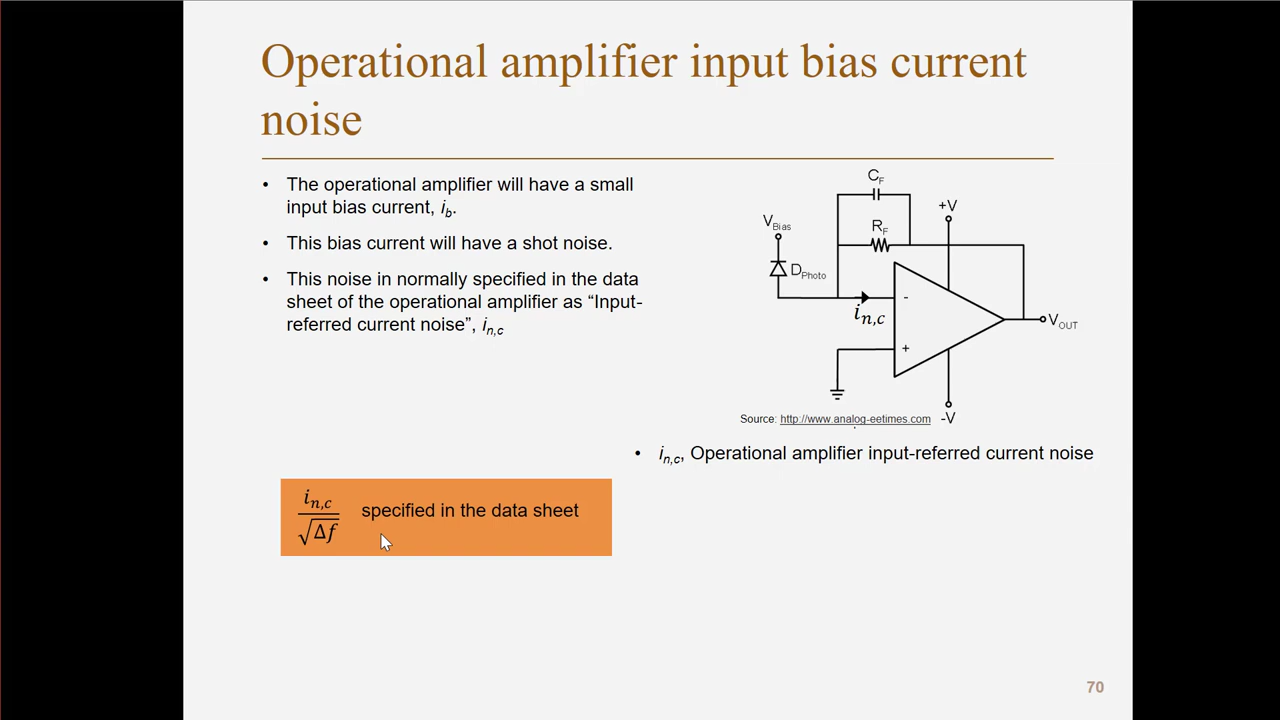 Operational amplifier input bias current
noise
• The operational amplifier will have a small
input bias current, ib.
• This bias current will have a shot noise.
• This noise in normally specified in the data
sheet of the operational amplifier as “Input-
referred current noise”, in,c
CF
VBias
+V
RF
DPhoto
-
in,c
VOUT
+
Source: http://www.analog-eetimes.com
-V
• in,c, Operational amplifier input-referred current noise
in,c/√Δf specified in the data sheet
70